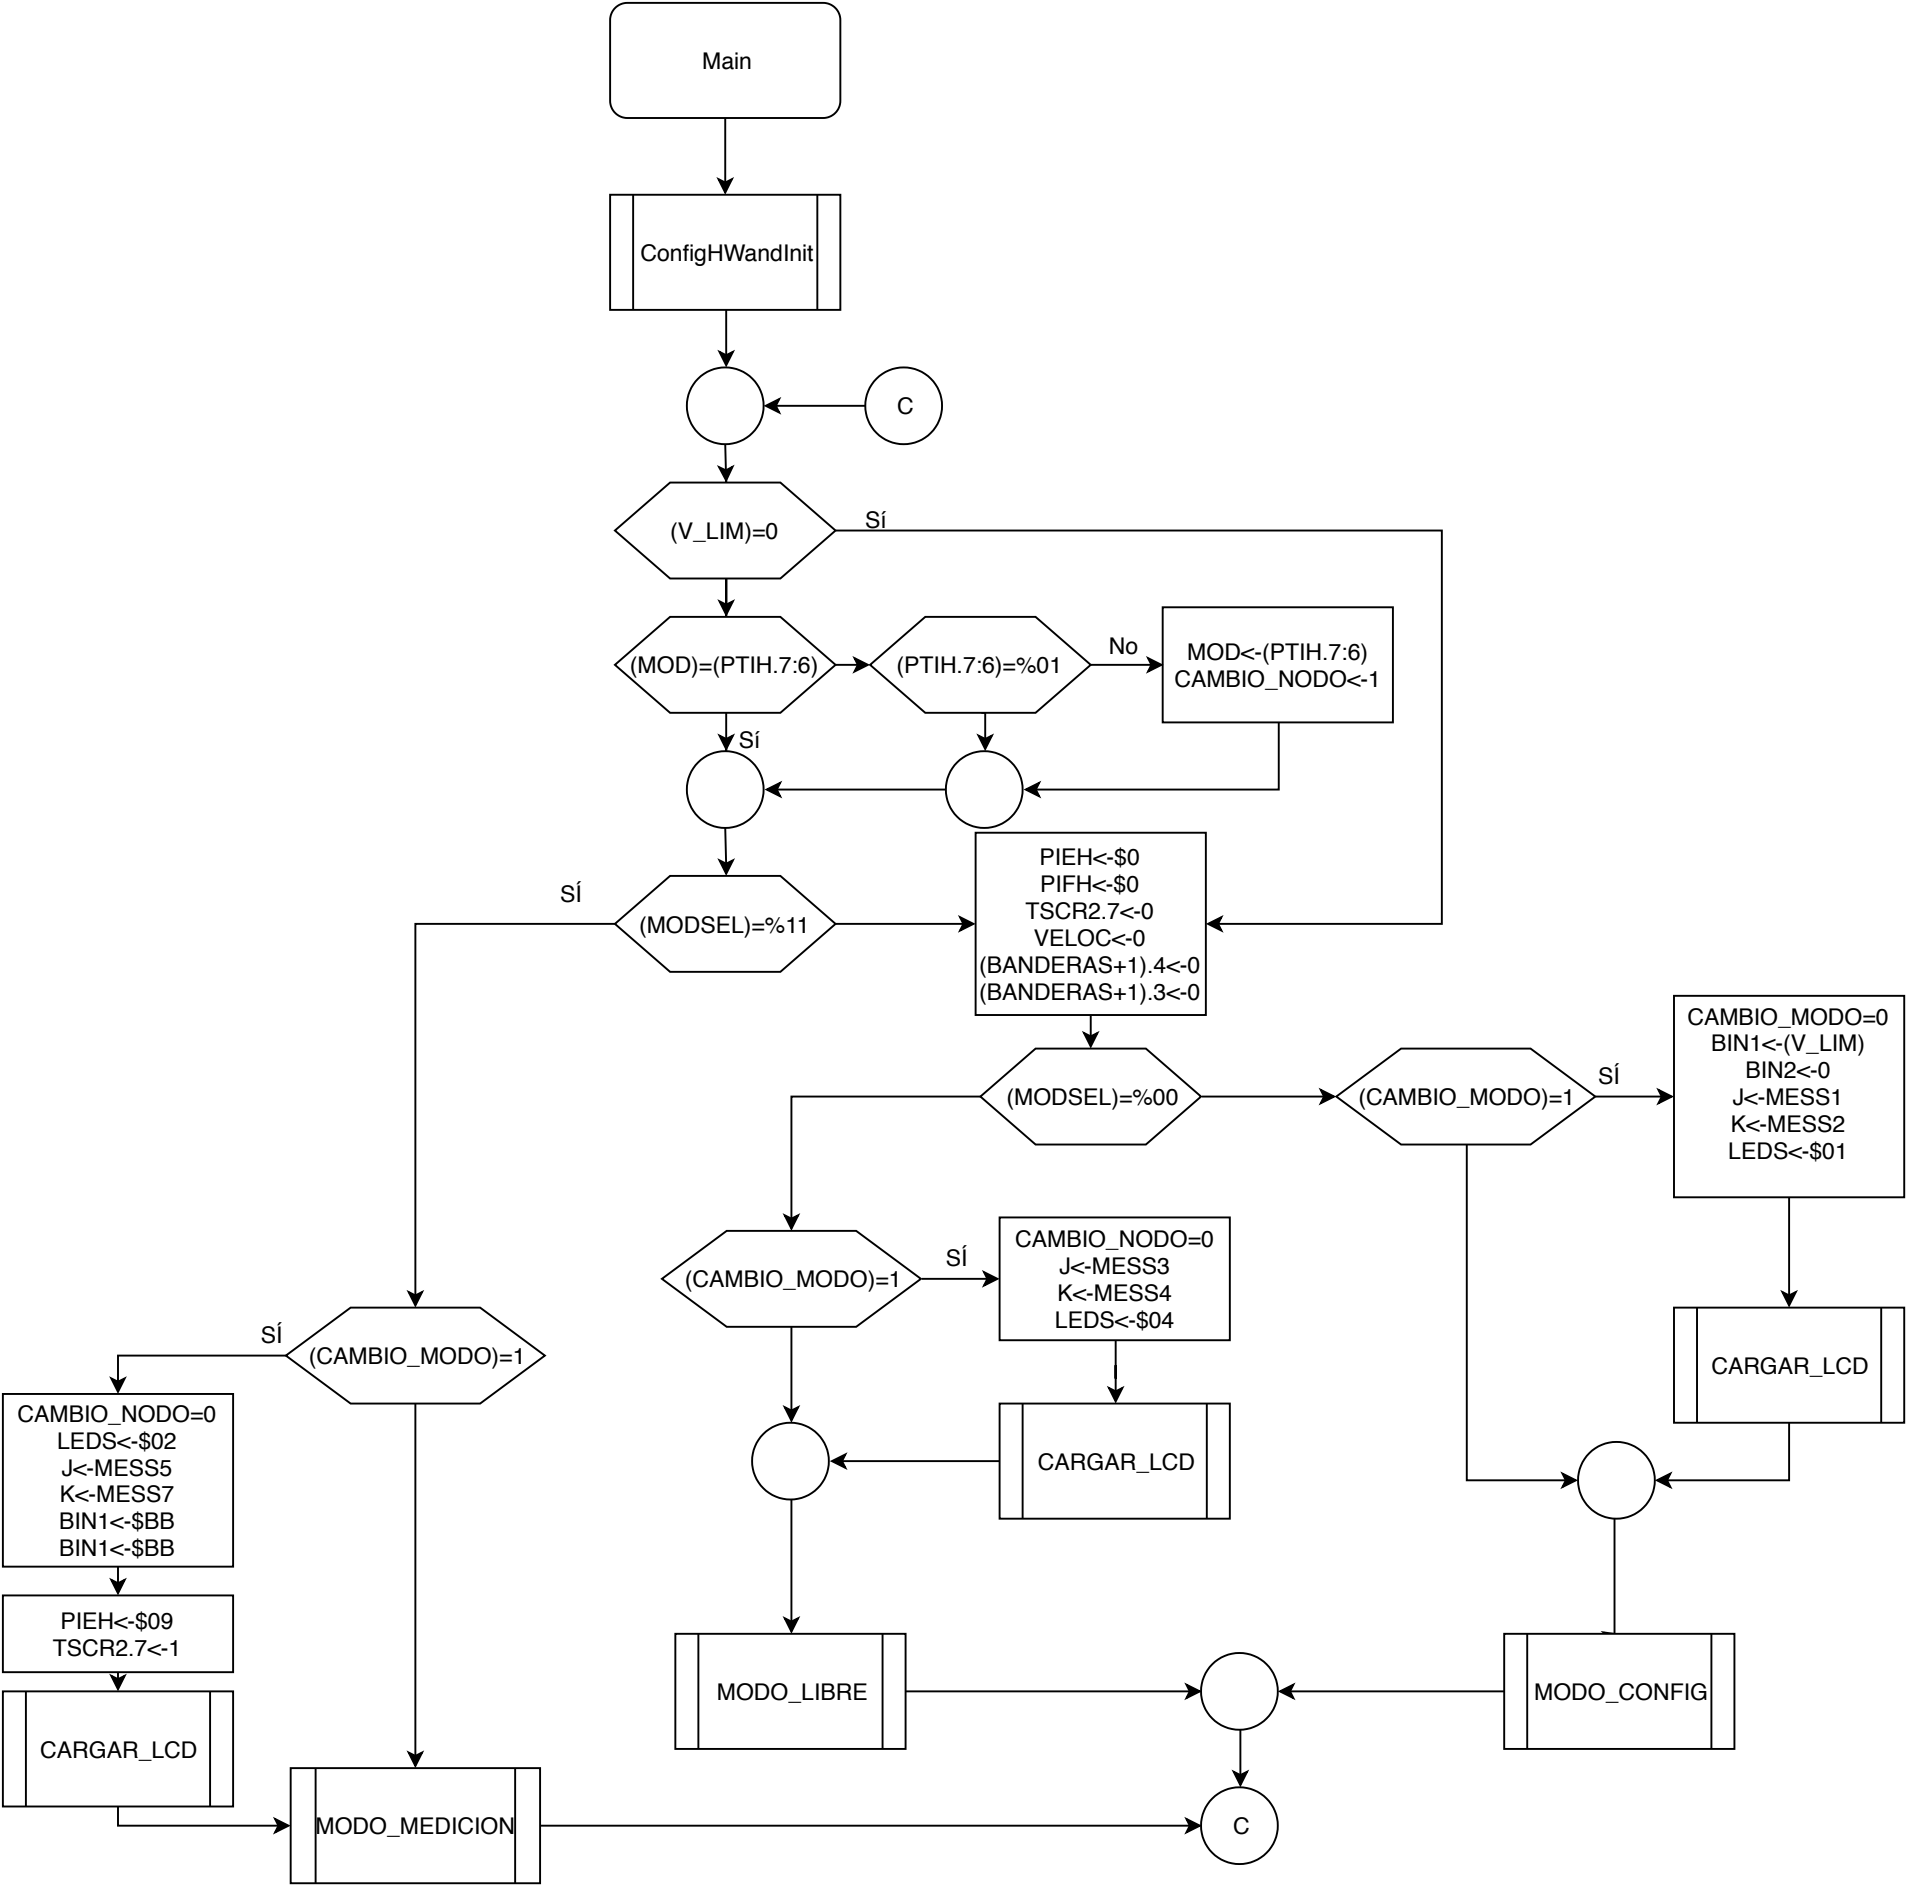 Main
ConfigHWandInit
C
(V_LIM)=0
Sí
(MOD)=(PTIH.7:6)
(PTIH.7:6)=%01
No
MOD<-(PTIH.7:6)
CAMBIO_NODO<-1
Sí
SÍ
(MODSEL)=%11
PIEH<-$0
PIFH<-$0
TSCR2.7<-0
VELOC<-0
(BANDERAS+1).4<-0
(BANDERAS+1).3<-0
(MODSEL)=%00
(CAMBIO_MODO)=1
SÍ
CAMBIO_MODO=0
BIN1<-(V_LIM)
BIN2<-0
J<-MESS1
K<-MESS2
LEDS<-$01
(CAMBIO_MODO)=1
SÍ
CAMBIO_NODO=0
J<-MESS3
K<-MESS4
LEDS<-$04
SÍ
(CAMBIO_MODO)=1
CARGAR_LCD
CAMBIO_NODO=0
LEDS<-$02
J<-MESS5
K<-MESS7
BIN1<-$BB
BIN1<-$BB
CARGAR_LCD
PIEH<-$09
TSCR2.7<-1
MODO_LIBRE
MODO_CONFIG
CARGAR_LCD
MODO_MEDICION
C